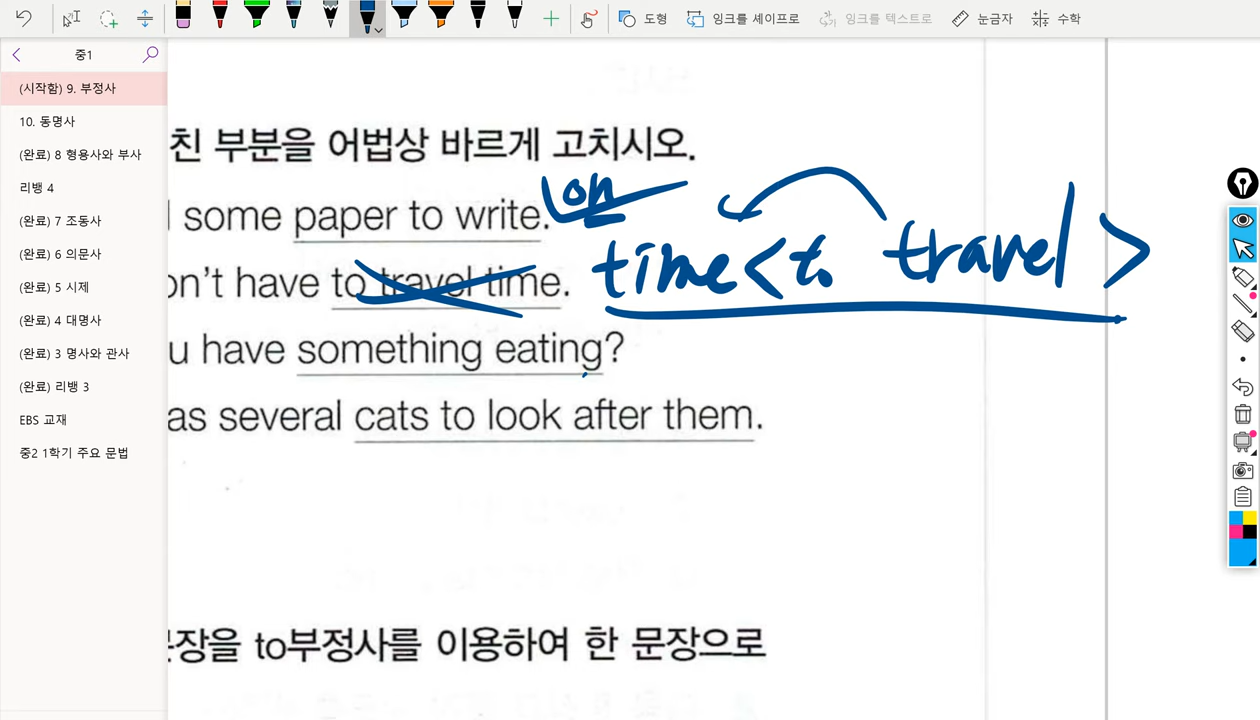 도형
잉크를 셰이프로
잉크를 텍스트로
눈금자
수학
중1
(시작함) 9. 부정사
10. 동명사
(완료) 8 형용사와 부사
리뱅 4
(완료) 7 조동사
(완료) 6 의문사
(완료) 5 시제
(완료) 4 대명사
(완료) 3 명사와 관사
(완료) 리뱅 3
EBS 교재
중2 1학기 주요 문법
친 부분을 어법상 바르게 고치시오.
on
some paper to write.
on't have to travel time.
time < to travel >
u have something eating?
as several cats to look after them.
문장을 to부정사를 이용하여 한 문장으로